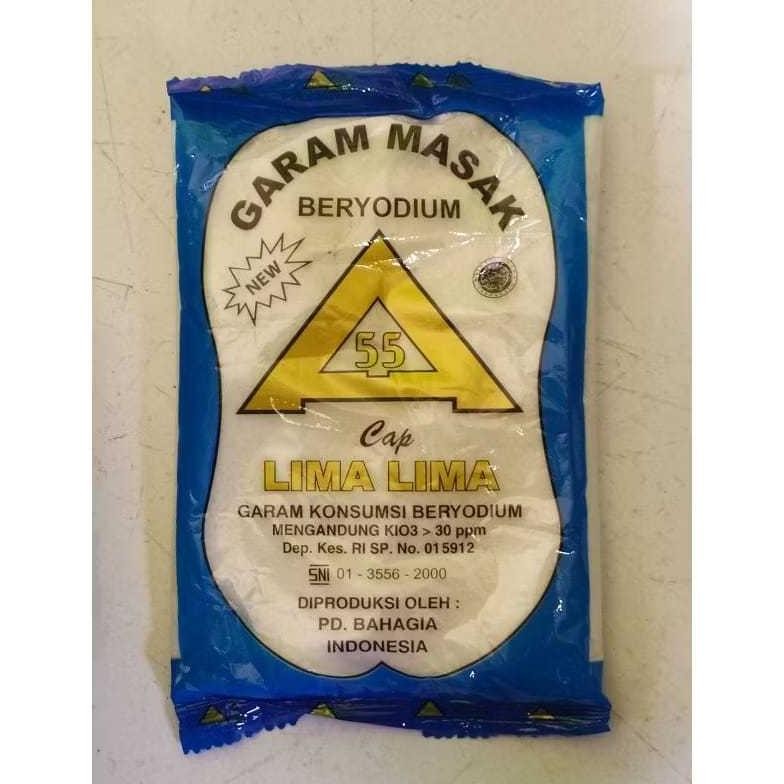 GARAM MASAK
BERYODIUM
NEW
55
Cap
LIMA LIMA
GARAM KONSUMSI BERYODIUM
MENGANDUNG KIO3 > 30 ppm
Dep. Kes. RI SP. No. 015912
SNI 01 - 3556 - 2000
DIPRODUKSI OLEH :
PD. BAHAGIA
INDONESIA